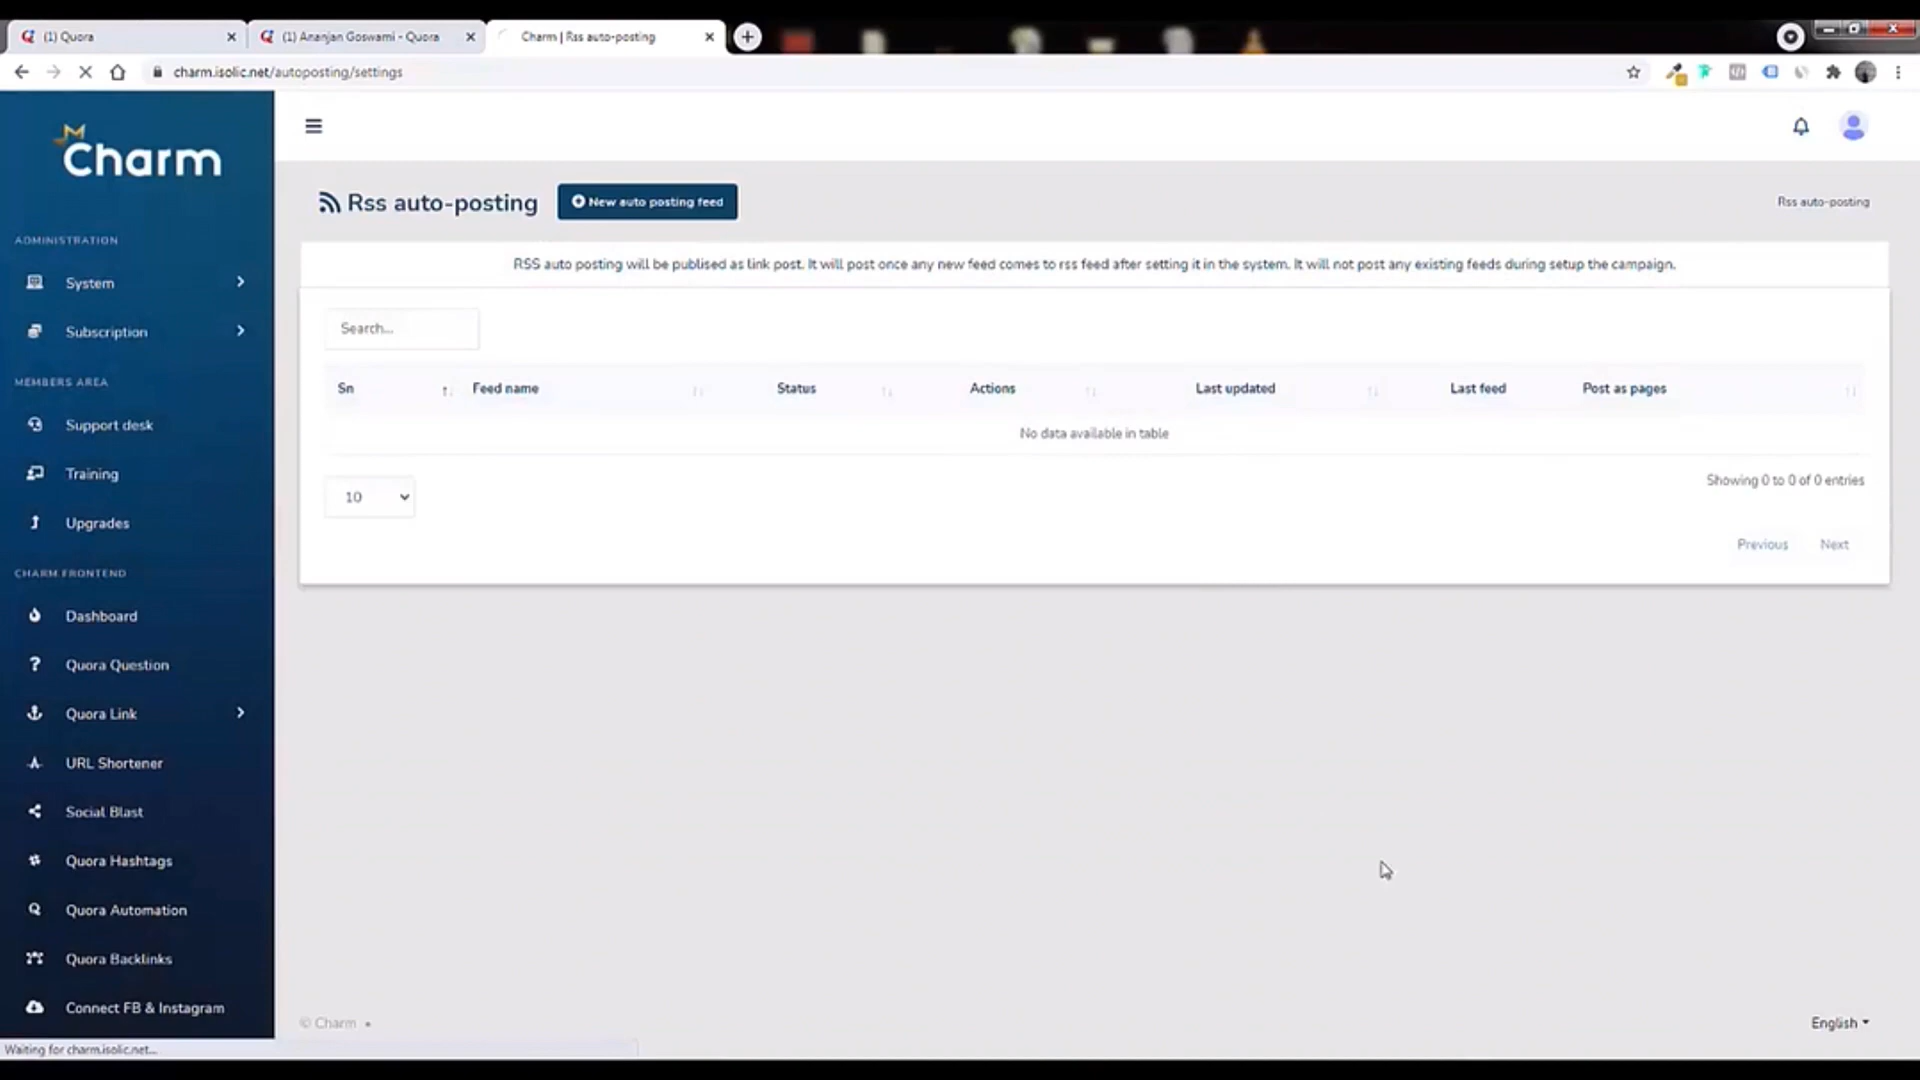 (1) Quora
(1) Ananjan Goswami - Quora
Charm | Rss auto-posting
charm.isolic.net/autoposting/settings
Charm
ADMINISTRATION
System
Subscription
MEMBERS AREA
Support desk
Training
Upgrades
CHARM FRONTEND
Dashboard
Quora Question
Quora Link
URL Shortener
Social Blast
Quora Hashtags
Quora Automation
Quora Backlinks
Connect FB & Instagram
Rss auto-posting
New auto posting feed
Rss auto-posting
RSS auto posting will be publised as link post. It will post once any new feed comes to rss feed after setting it in the system. It will not post any existing feeds during setup the campaign.
Search...
Sn Feed name Status Actions Last updated Last feed Post as pages
No data available in table
10
Showing 0 to 0 of 0 entries
Previous Next
© Charm •
English
Waiting for charm.isolic.net...